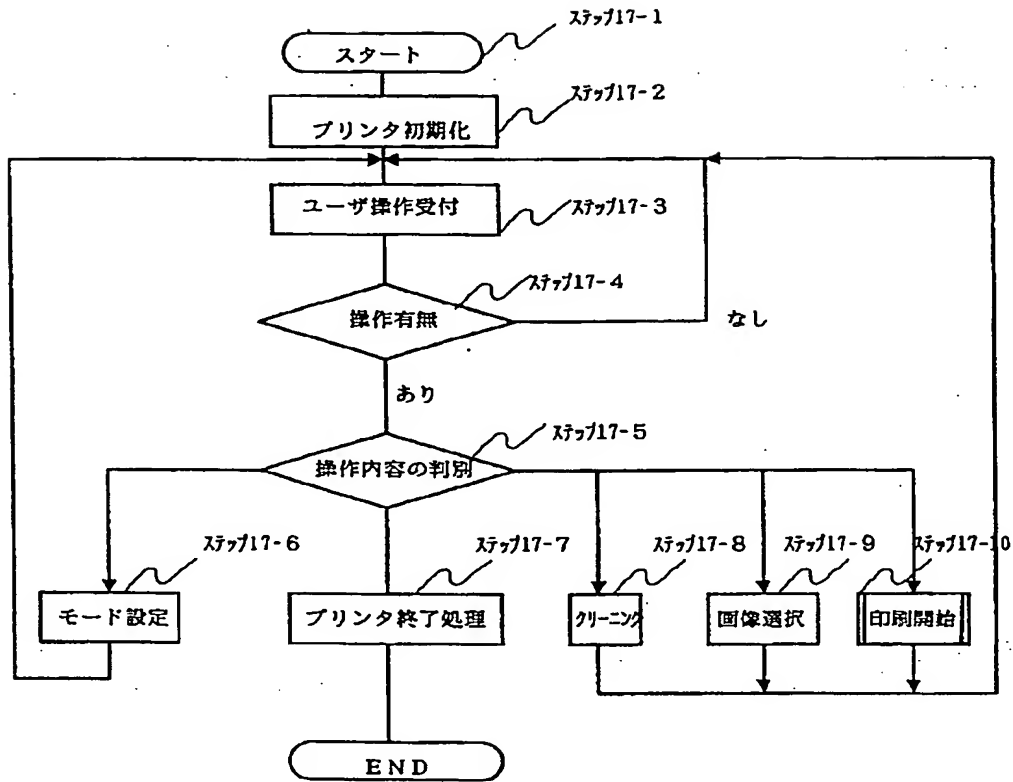 ステップ17-1
スタート
ステップ17-2
プリンタ初期化
ユーザ操作受付
ステップ17-3
ステップ17-4
操作有無
なし
あり
ステップ17-5
操作内容の判別
ステップ17-6
ステップ17-7
ステップ17-8
ステップ17-9
ステップ17-10
モード設定
プリンタ終了処理
クリーニング
画像選択
印刷開始
END